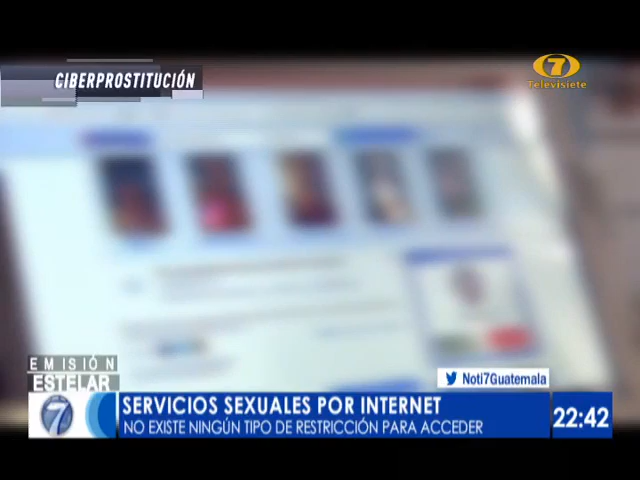 CIBERPROSTITUCIÓN
7
Televisiete
EMISIÓN
ESTELAR
Noti7Guatemala
7
SERVICIOS SEXUALES POR INTERNET
NO EXISTE NINGÚN TIPO DE RESTRICCIÓN PARA ACCEDER
22:42